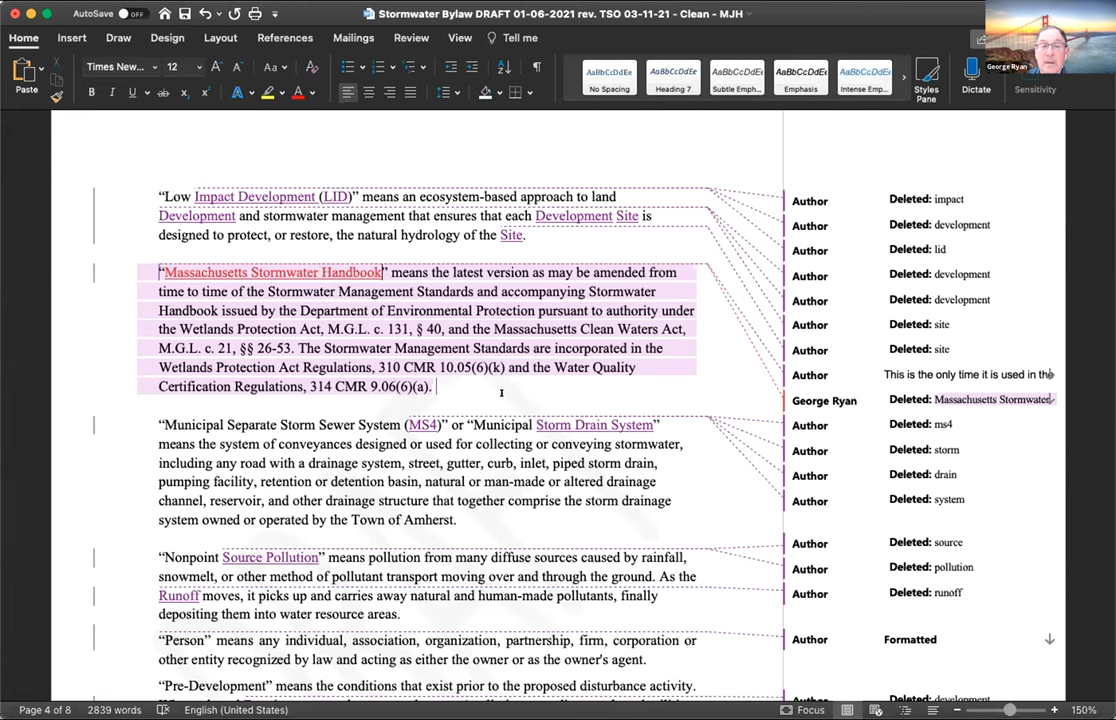 AutoSave OFF
Stormwater Bylaw DRAFT 01-06-2021 rev. TSO 03-11-21 - Clean - MJH
George Ryan
Home Insert Draw Design Layout References Mailings Review View Tell me
Paste
Times New... 12
AaBbCcDdEe AaBbCcDdEe AaBbCcDdEe AaBbCcDdEe AaBbCcDdEe
No Spacing Heading 7 Subtle Emph... Emphasis Intense Emp...
Styles Pane
Dictate
Sensitivity
“Low Impact Development (LID)” means an ecosystem-based approach to land
Development and stormwater management that ensures that each Development Site is
designed to protect, or restore, the natural hydrology of the Site.
“Massachusetts Stormwater Handbook” means the latest version as may be amended from
time to time of the Stormwater Management Standards and accompanying Stormwater
Handbook issued by the Department of Environmental Protection pursuant to authority under
the Wetlands Protection Act, M.G.L. c. 131, § 40, and the Massachusetts Clean Waters Act,
M.G.L. c. 21, §§ 26-53. The Stormwater Management Standards are incorporated in the
Wetlands Protection Act Regulations, 310 CMR 10.05(6)(k) and the Water Quality
Certification Regulations, 314 CMR 9.06(6)(a).
“Municipal Separate Storm Sewer System (MS4)” or “Municipal Storm Drain System”
means the system of conveyances designed or used for collecting or conveying stormwater,
including any road with a drainage system, street, gutter, curb, inlet, piped storm drain,
pumping facility, retention or detention basin, natural or man-made or altered drainage
channel, reservoir, and other drainage structure that together comprise the storm drainage
system owned or operated by the Town of Amherst.
“Nonpoint Source Pollution” means pollution from many diffuse sources caused by rainfall,
snowmelt, or other method of pollutant transport moving over and through the ground. As the
Runoff moves, it picks up and carries away natural and human-made pollutants, finally
depositing them into water resource areas.
“Person” means any individual, association, organization, partnership, firm, corporation or
other entity recognized by law and acting as either the owner or as the owner's agent.
“Pre-Development” means the conditions that exist prior to the proposed disturbance activity.
Author Deleted: impact
Author Deleted: development
Author Deleted: lid
Author Deleted: development
Author Deleted: development
Author Deleted: site
Author Deleted: site
Author This is the only time it is used in the
George Ryan Deleted: Massachusetts Stormwater
Author Deleted: ms4
Author Deleted: storm
Author Deleted: drain
Author Deleted: system
Author Deleted: source
Author Deleted: pollution
Author Deleted: runoff
Author Formatted
Author Deleted: development
Page 4 of 8 2839 words English (United States) Focus 150%